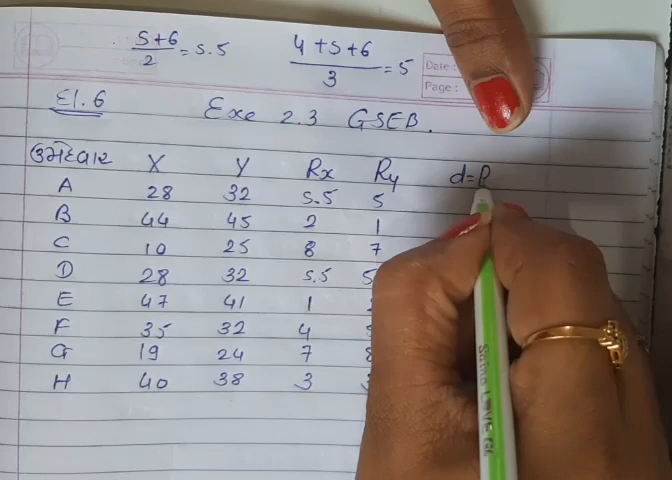 5+6/2 = 5.5 4+5+6/3 = 5
Date :
Page :
દા.6 Exe 2.3 GSEB.
ઉમેદવાર X Y Rx Ry d=R
A 28 32 5.5 5
B 44 45 2 1
C 10 25 8 7
D 28 32 5.5 5
E 47 41 1
F 35 32 4
G 19 24 7 8
H 40 38 3